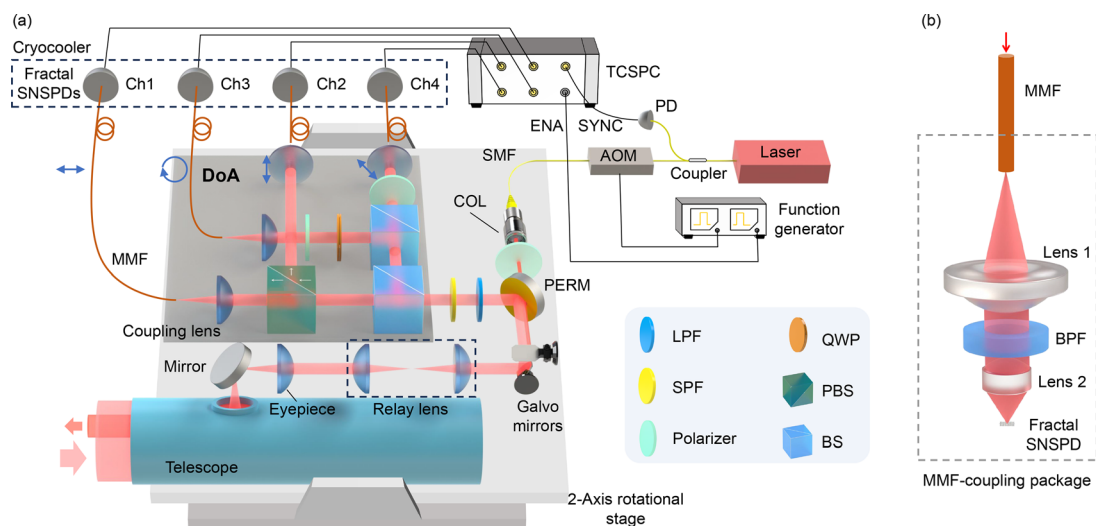 (a)
Cryocooler
Fractal
SNSPDs
Ch1
Ch3
Ch2
Ch4
TCSPC
PD
ENA
SYNC
SMF
AOM
Laser
Coupler
COL
Function
generator
DoA
MMF
PERM
Coupling lens
Mirror
Eyepiece
Relay lens
Galvo
mirrors
Telescope
2-Axis rotational
stage
LPF
QWP
SPF
PBS
Polarizer
BS
(b)
MMF
Lens 1
BPF
Lens 2
Fractal
SNSPD
MMF-coupling package